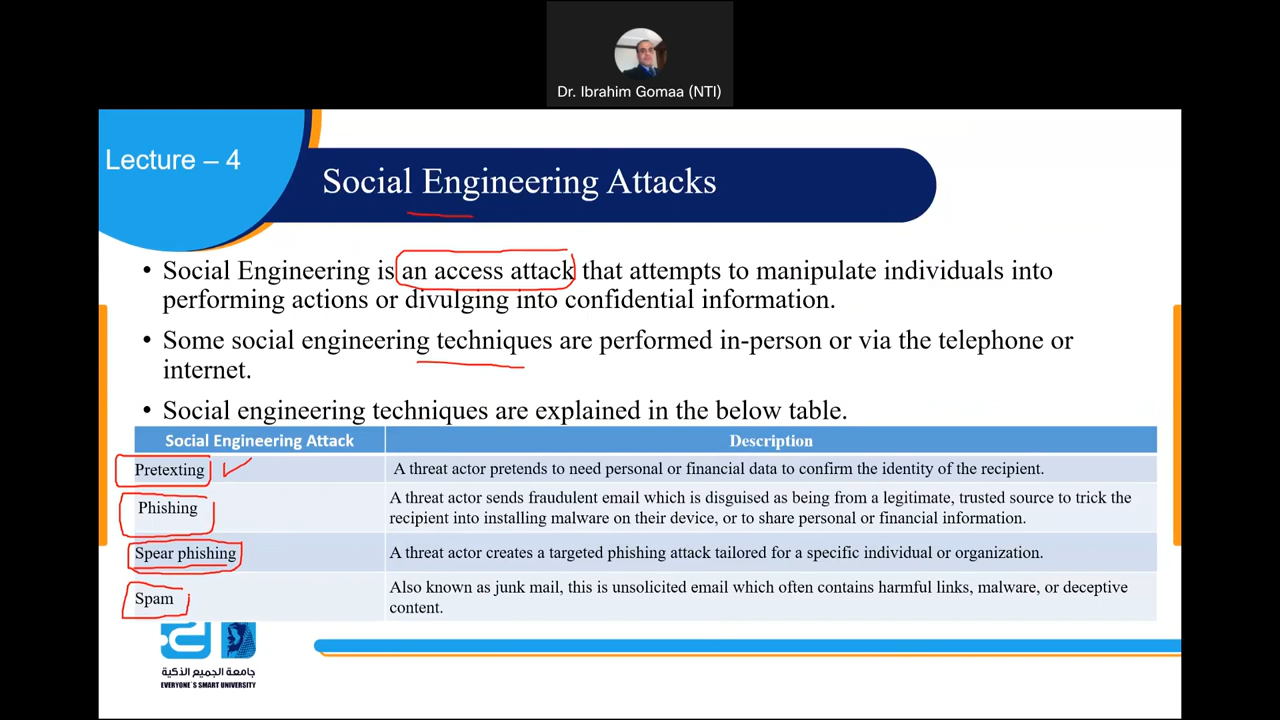 Dr. Ibrahim Gomaa (NTI)
Lecture – 4
Social Engineering Attacks
• Social Engineering is an access attack that attempts to manipulate individuals into
performing actions or divulging into confidential information.
• Some social engineering techniques are performed in-person or via the telephone or
internet.
• Social engineering techniques are explained in the below table.
Social Engineering Attack Description
Pretexting A threat actor pretends to need personal or financial data to confirm the identity of the recipient.
Phishing A threat actor sends fraudulent email which is disguised as being from a legitimate, trusted source to trick the
recipient into installing malware on their device, or to share personal or financial information.
Spear phishing A threat actor creates a targeted phishing attack tailored for a specific individual or organization.
Spam Also known as junk mail, this is unsolicited email which often contains harmful links, malware, or deceptive
content.
جامعة الجميع الذكية
EVERYONE`S SMART UNIVERSITY